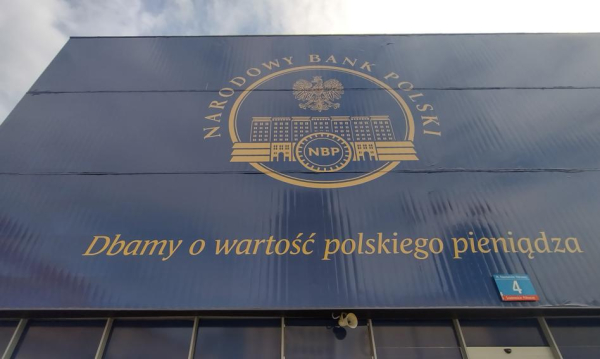 NARODOWY BANK POLSKI
NBP
Dbamy o wartość polskiego pieniądza
4